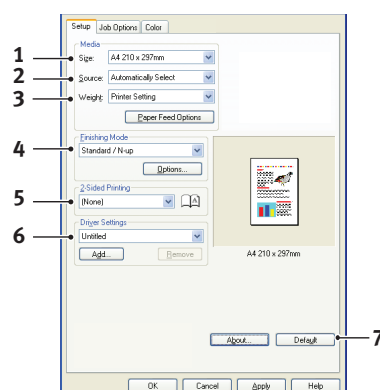 Setup Job Options Color
Media
1 Size: A4 210 x 297mm
2 Source: Automatically Select
3 Weight: Printer Setting
Paper Feed Options
Finishing Mode
4 Standard / N-up
Options...
2-Sided Printing
5 (None) A
Driver Settings
6 Untitled
Add... Remove
A4 210 x 297mm
About... Default 7
OK Cancel Apply Help